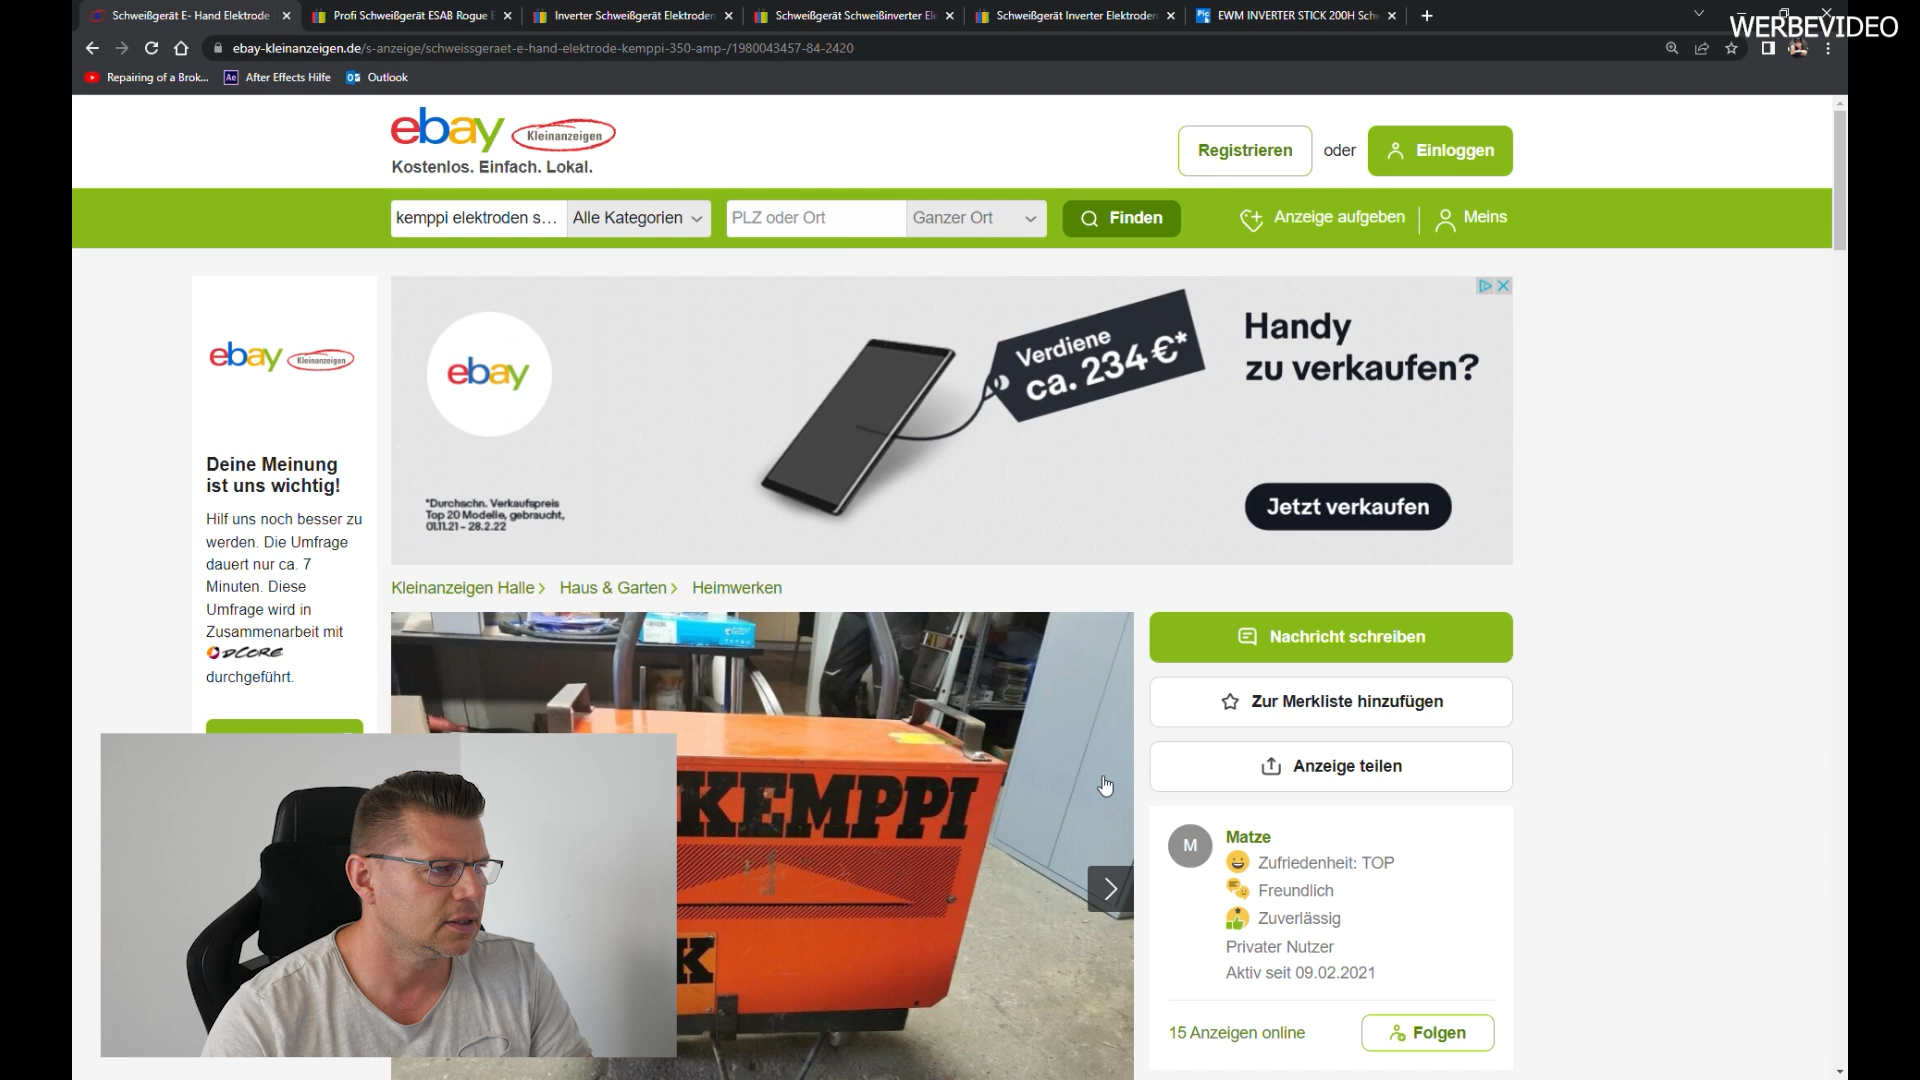 Schweißgerät E- Hand Elektrode
Profi Schweißgerät ESAB Rogue E
Inverter Schweißgerät Elektroden
Schweißgerät Schweißinverter El
Schweißgerät Inverter Elektroden
EWM INVERTER STICK 200H Sch
WERBEVIDEO
ebay-kleinanzeigen.de/s-anzeige/schweissgeraet-e-hand-elektrode-kemppi-350-amp-/1980043457-84-2420
Repairing of a Brok...
Ae After Effects Hilfe
Outlook
ebay Kleinanzeigen
Kostenlos. Einfach. Lokal.
Registrieren
oder
Einloggen
kemppi elektroden s...
Alle Kategorien
PLZ oder Ort
Ganzer Ort
Finden
Anzeige aufgeben
Meins
ebay Kleinanzeigen
Deine Meinung
ist uns wichtig!
Hilf uns noch besser zu
werden. Die Umfrage
dauert nur ca. 7
Minuten. Diese
Umfrage wird in
Zusammenarbeit mit
DCORE
durchgeführt.
ebay
*Durchschn. Verkaufspreis
Top 20 Modelle, gebraucht,
01.11.21 – 28.2.22
Verdiene
ca. 234 €*
Handy
zu verkaufen?
Jetzt verkaufen
Kleinanzeigen Halle
Haus & Garten
Heimwerken
KEMPPI
K
Nachricht schreiben
Zur Merkliste hinzufügen
Anzeige teilen
M
Matze
Zufriedenheit: TOP
Freundlich
Zuverlässig
Privater Nutzer
Aktiv seit 09.02.2021
15 Anzeigen online
Folgen